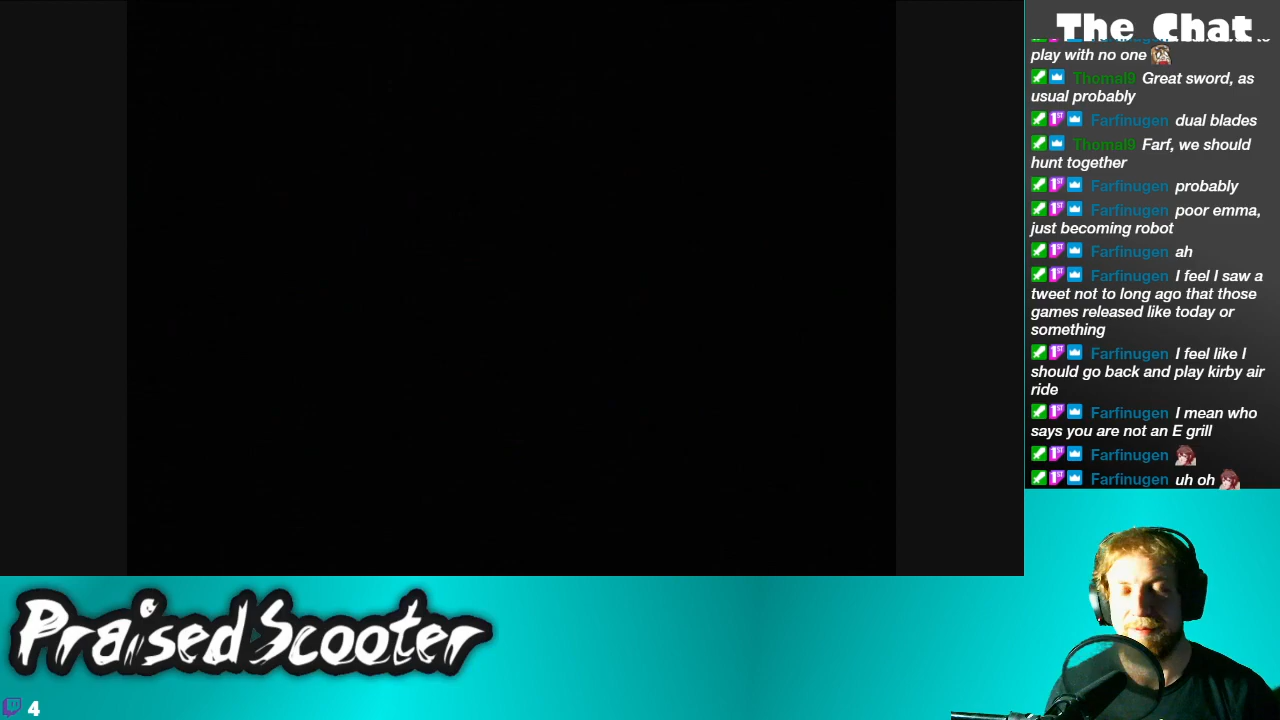 The Chat
play with no one
Thomal9 Great sword, as
usual probably
Farfinugen dual blades
Thomal9 Farf, we should
hunt together
Farfinugen probably
Farfinugen poor emma,
just becoming robot
Farfinugen ah
Farfinugen I feel I saw a
tweet not to long ago that those
games released like today or
something
Farfinugen I feel like I
should go back and play kirby air
ride
Farfinugen I mean who
says you are not an E grill
Farfinugen
Farfinugen uh oh
PraisedScooter
4